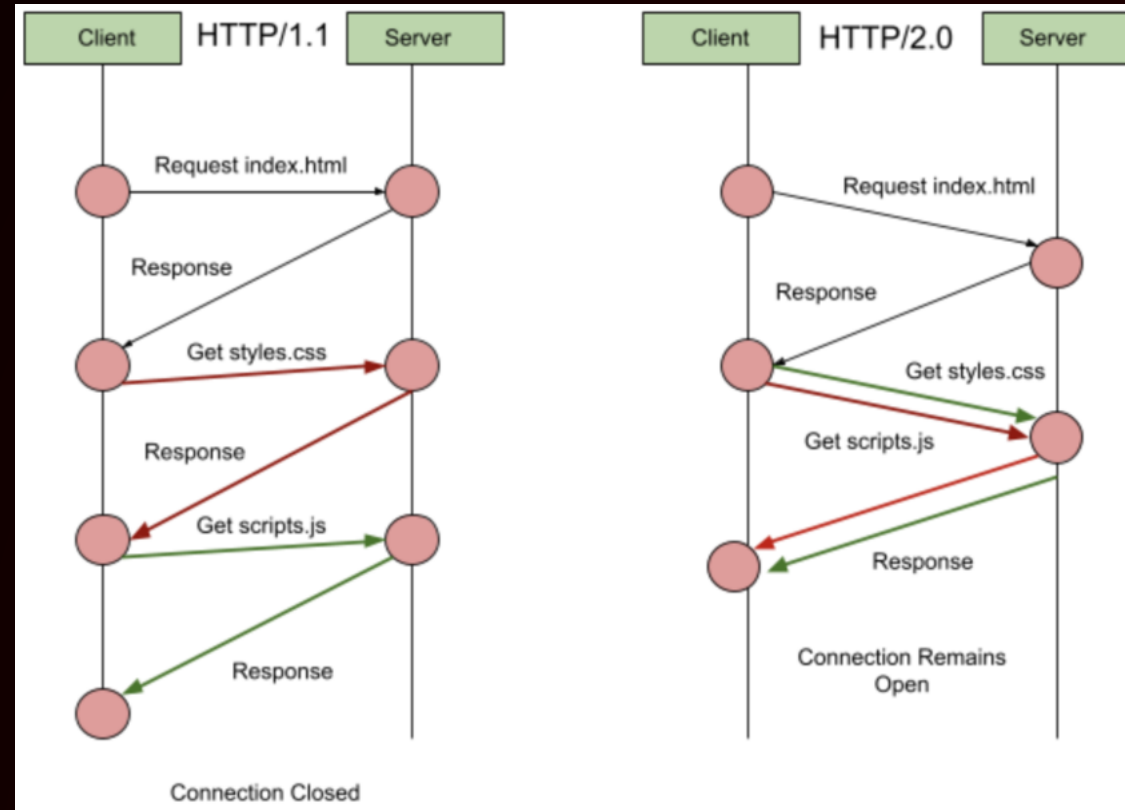 Client
HTTP/1.1
Server
Request index.html
Response
Get styles.css
Response
Get scripts.js
Response
Connection Closed
Client
HTTP/2.0
Server
Request index.html
Response
Get styles.css
Get scripts.js
Response
Connection Remains
Open